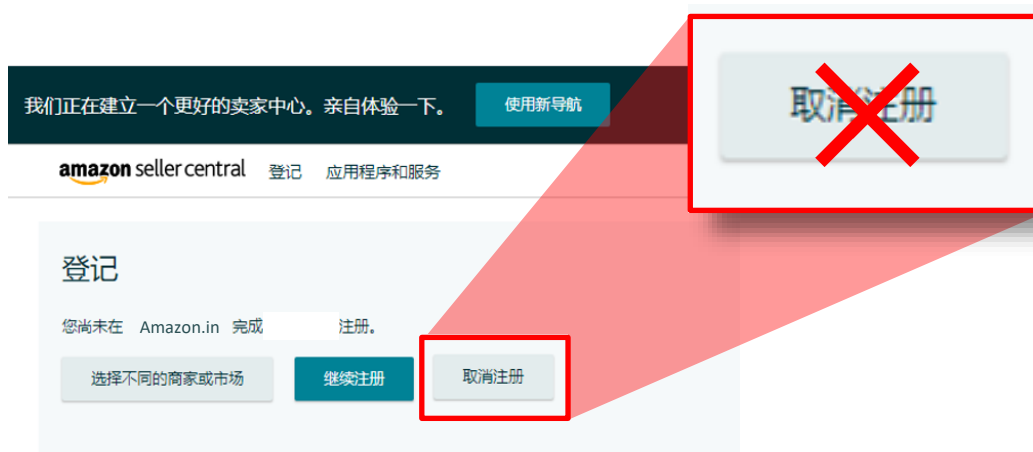 我们正在建立一个更好的卖家中心。亲自体验一下。 使用新导航
取消注册
amazon seller central 登记 应用程序和服务
登记
您尚未在 Amazon.in 完成 注册。
选择不同的商家或市场 继续注册 取消注册